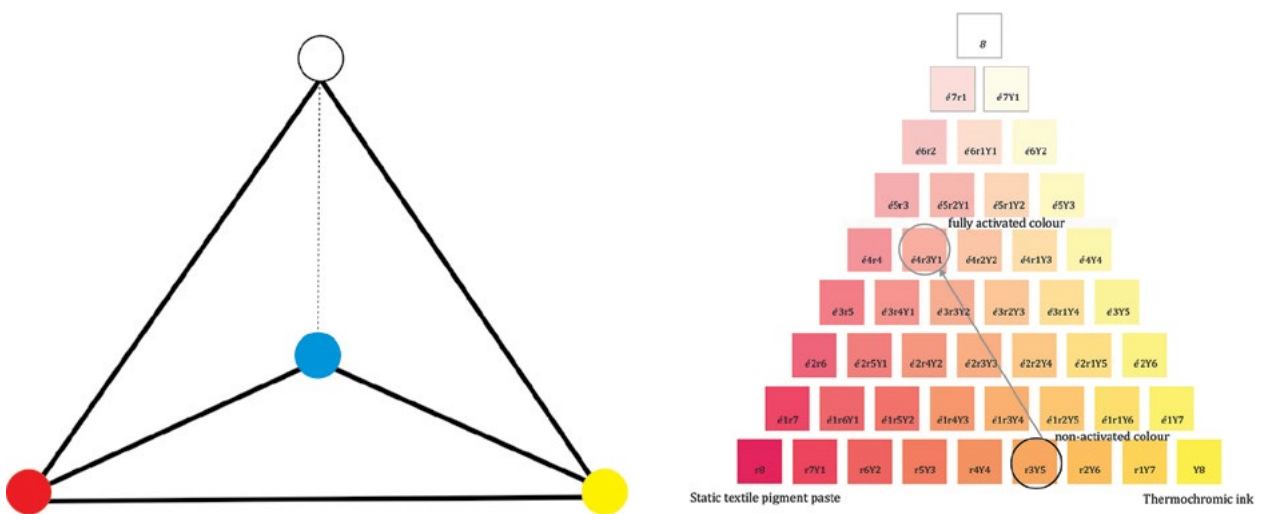 8
é7r1 é7Y1
é6r2 é6r1Y1 é6Y2
é5r3 é5r2Y1 é5r1Y2 é5Y3
fully activated colour
é4r4 é4r3Y1 é4r2Y2 é4r1Y3 é4Y4
é3r5 é3r4Y1 é3r3Y2 é3r2Y3 é3r1Y4 é3Y5
é2r6 é2r5Y1 é2r4Y2 é2r3Y3 é2r2Y4 é2r1Y5 é2Y6
é1r7 é1r6Y1 é1r5Y2 é1r4Y3 é1r3Y4 é1r2Y5 é1r1Y6 é1Y7
non-activated colour
r8 r7Y1 r6Y2 r5Y3 r4Y4 r3Y5 r2Y6 r1Y7 Y8
Static textile pigment paste Thermochromic ink